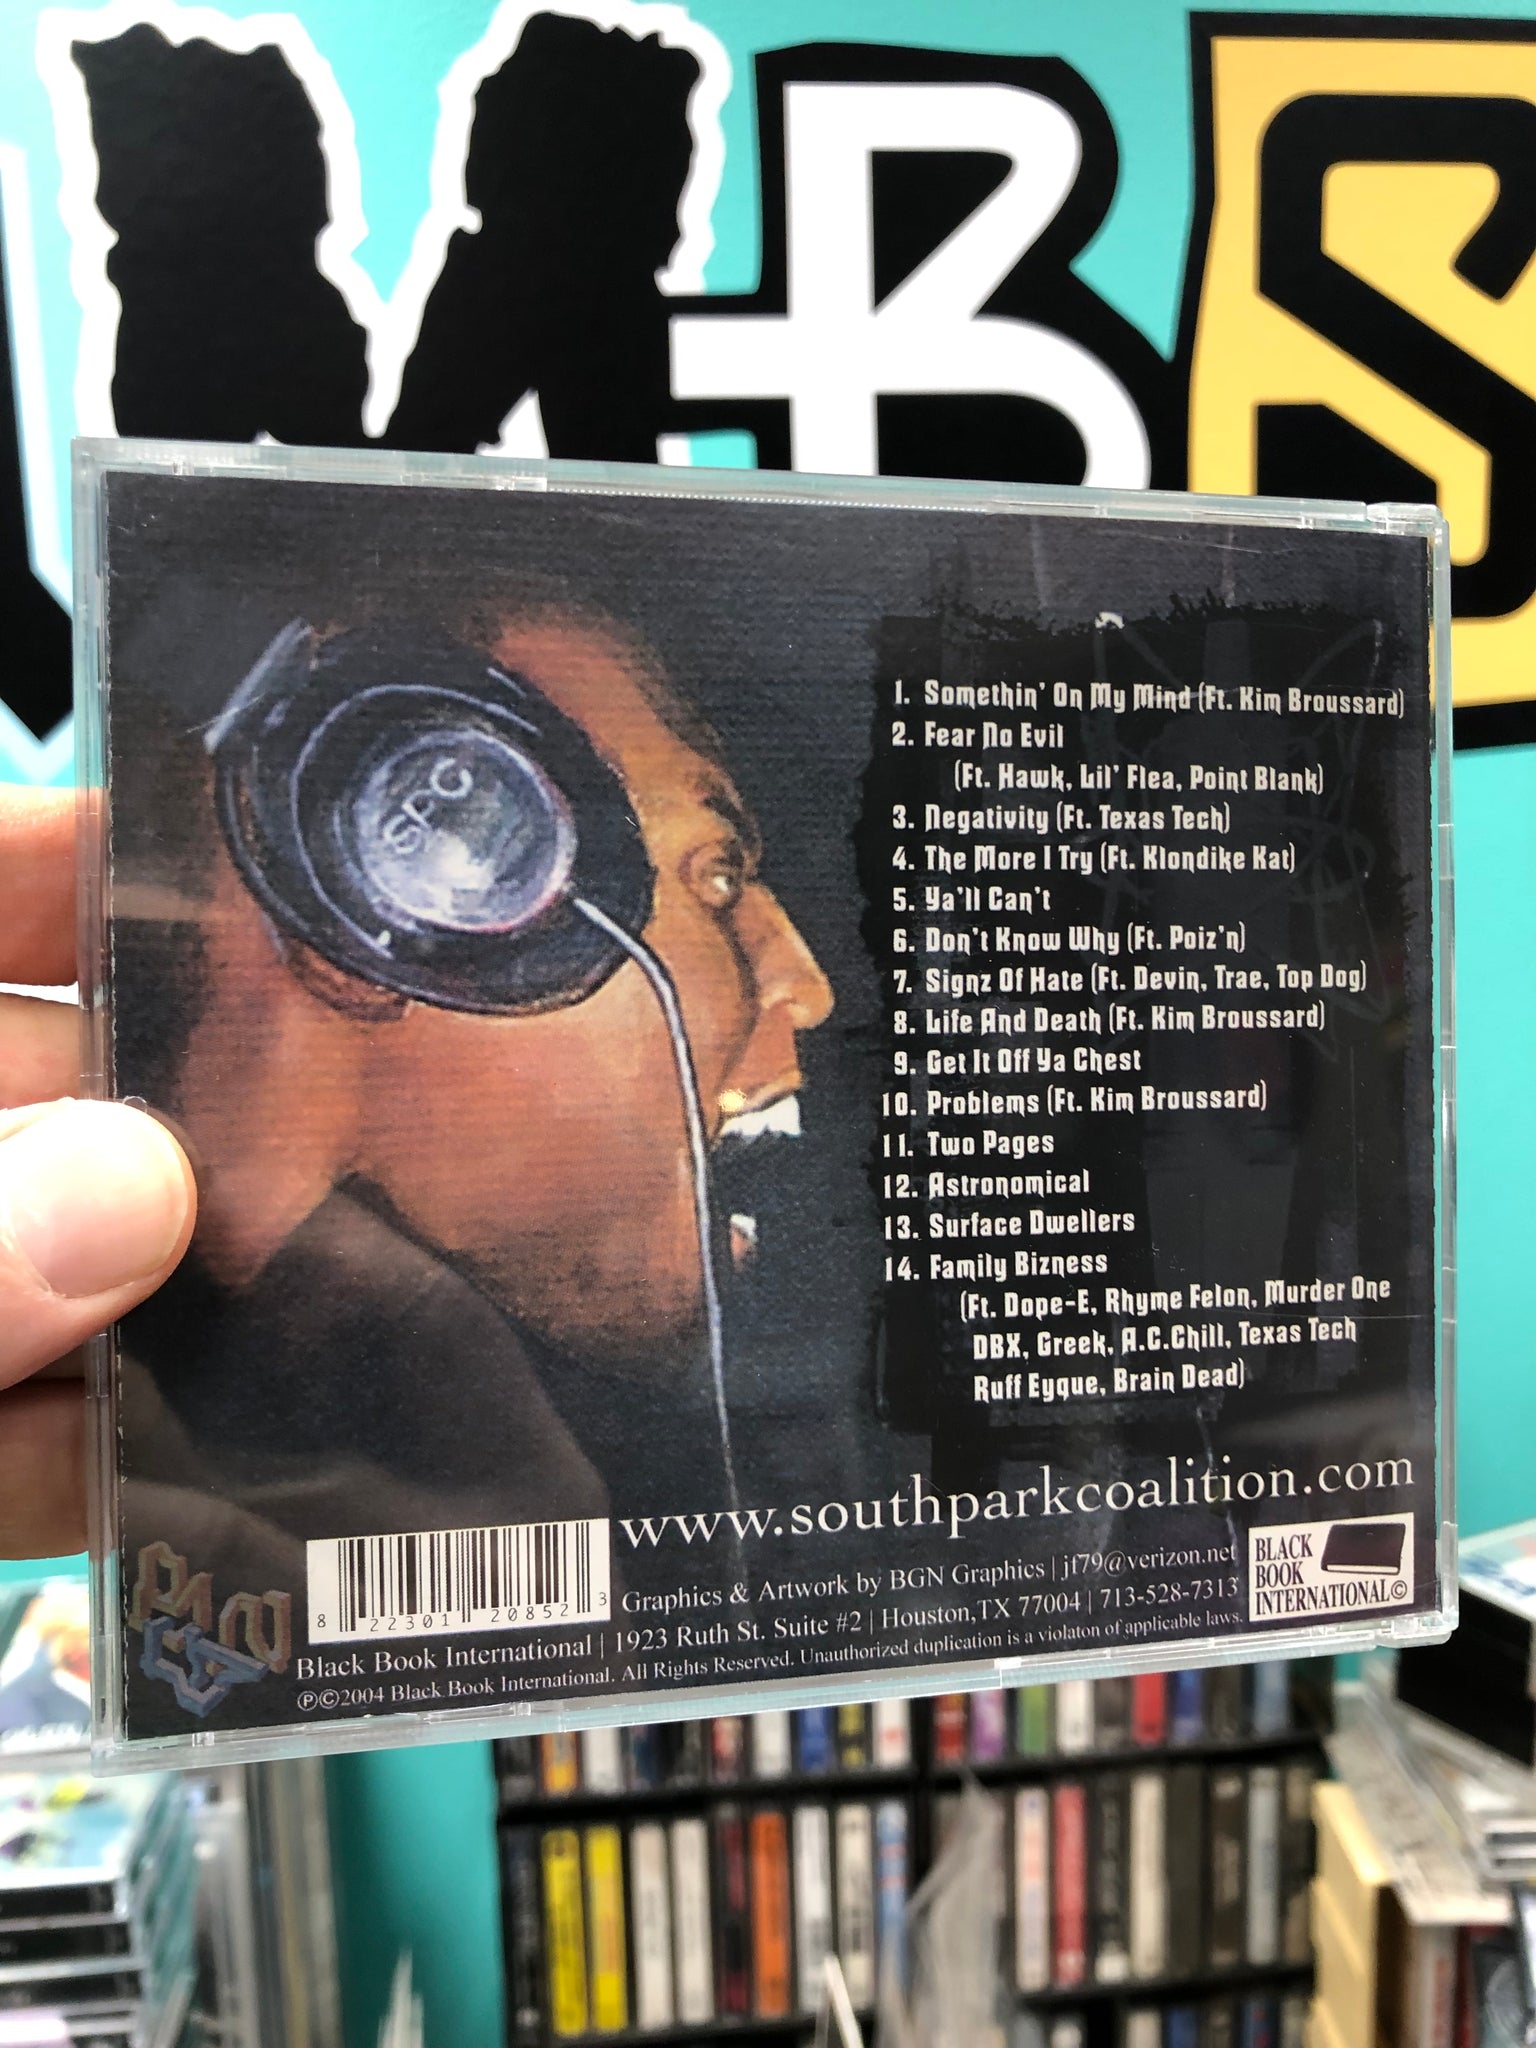 MBS
SPC
1. Somethin' On My Mind (Ft. Kim Broussard)
2. Fear No Evil
(Ft. Hawk, Lil' Flea, Point Blank)
3. Negativity (Ft. Texas Tech)
4. The More I Try (Ft. Klondike Kat)
5. Ya'll Can't
6. Don't Know Why (Ft. Poiz'n)
7. Signz Of Hate (Ft. Devin, Trae, Top Dog)
8. Life And Death (Ft. Kim Broussard)
9. Get It Off Ya Chest
10. Problems (Ft. Kim Broussard)
11. Two Pages
12. Astronomical
13. Surface Dwellers
14. Family Bizness
(Ft. Dope-E, Rhyme Felon, Murder One
DBX, Greek, A.C.Chill, Texas Tech
Ruff Eyque, Brain Dead)
www.southparkcoalition.com
8 22301 20852 3
Graphics & Artwork by BGN Graphics | jf79@verizon.net
Black Book International | 1923 Ruth St. Suite #2 | Houston,TX 77004 | 713-528-7313
℗©2004 Black Book International. All Rights Reserved. Unauthorized duplication is a violaton of applicable laws.
BLACK
BOOK
INTERNATIONAL©